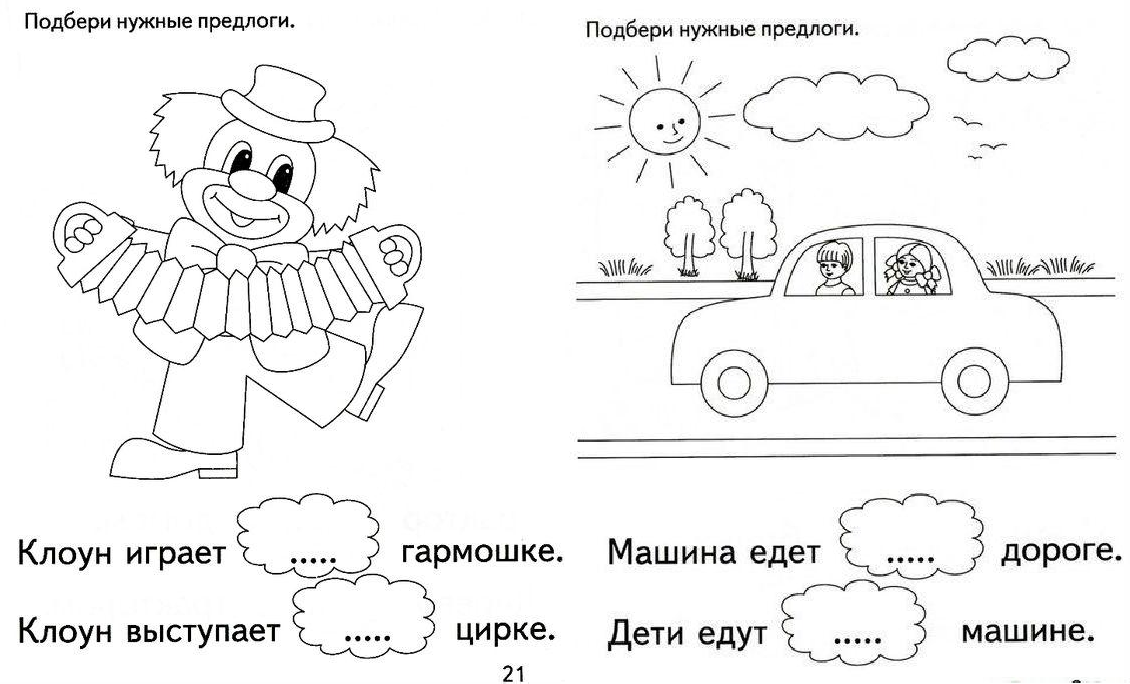 Подбери нужные предлоги.
Клоун играет ..... гармошке.
Клоун выступает ..... цирке.
21
Подбери нужные предлоги.
Машина едет ..... дороге.
Дети едут ..... машине.